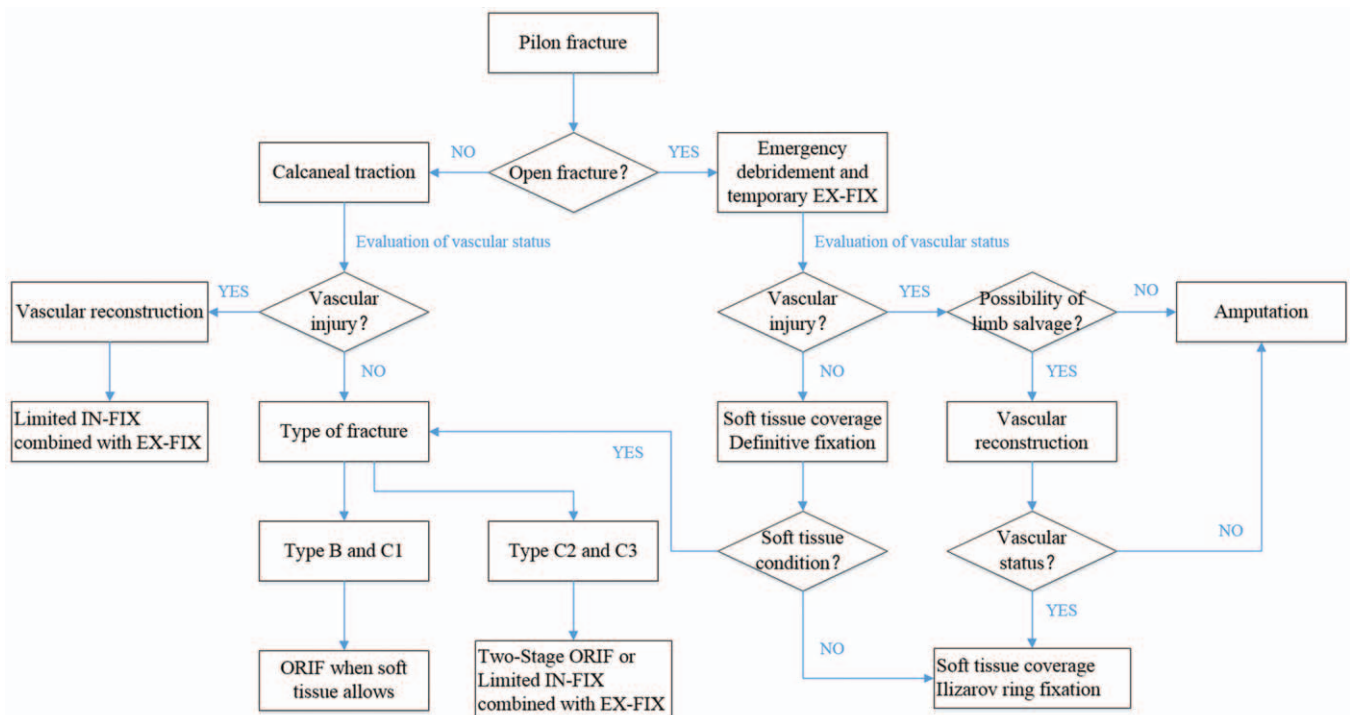 Pilon fracture
NO
YES
Calcaneal traction
Open fracture?
Emergency
debridement and
temporary EX-FIX
Evaluation of vascular status
Evaluation of vascular status
Vascular reconstruction
YES
Vascular
injury?
Vascular
injury?
YES
Possibility of
limb salvage?
NO
Amputation
NO
NO
YES
Limited IN-FIX
combined with EX-FIX
Type of fracture
YES
Soft tissue coverage
Definitive fixation
Vascular
reconstruction
Type B and C1
Type C2 and C3
Soft tissue
condition?
Vascular
status?
NO
NO
YES
ORIF when soft
tissue allows
Two-Stage ORIF or
Limited IN-FIX
combined with EX-FIX
Soft tissue coverage
Ilizarov ring fixation